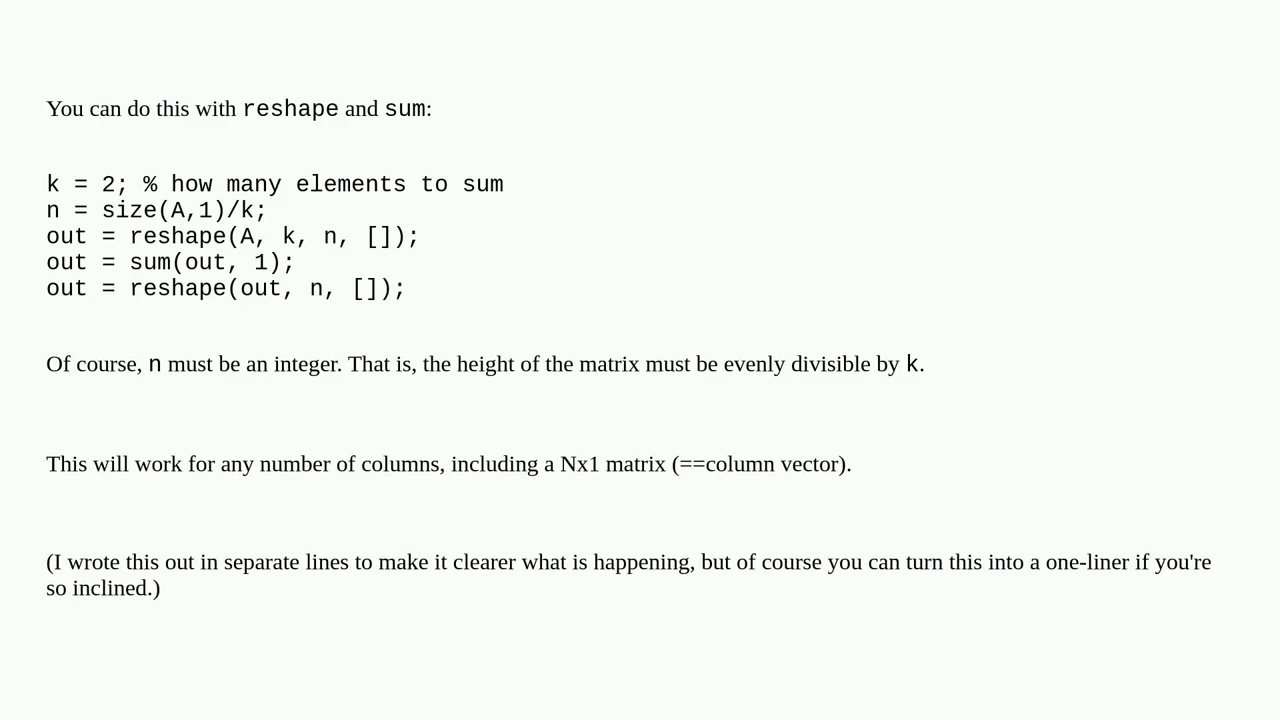 You can do this with reshape and sum:
k = 2; % how many elements to sum
n = size(A,1)/k;
out = reshape(A, k, n, []);
out = sum(out, 1);
out = reshape(out, n, []);
Of course, n must be an integer. That is, the height of the matrix must be evenly divisible by k.
This will work for any number of columns, including a Nx1 matrix (==column vector).
(I wrote this out in separate lines to make it clearer what is happening, but of course you can turn this into a one-liner if you're
so inclined.)